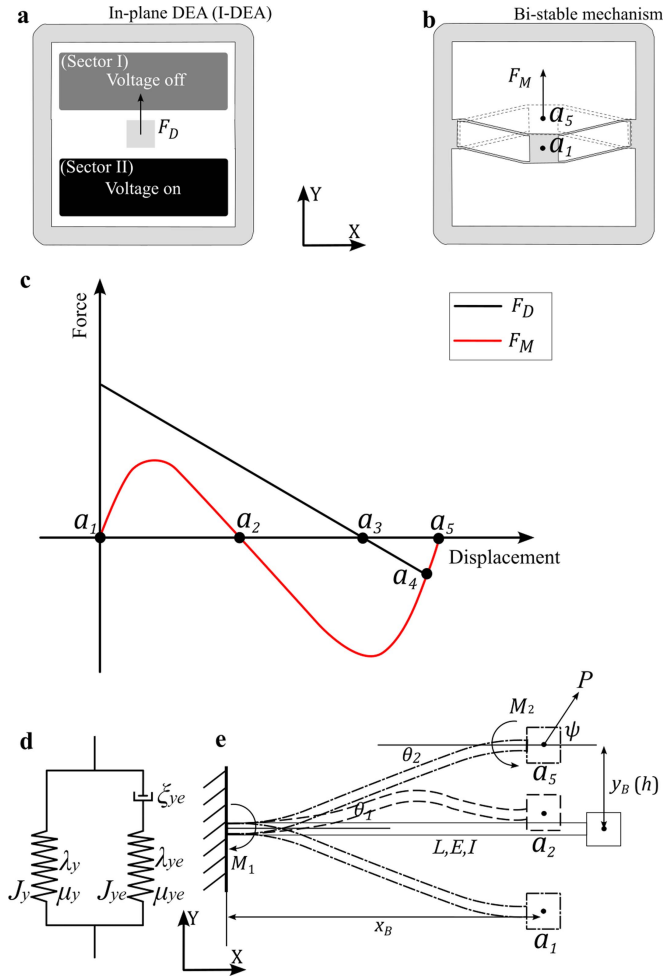 a
In-plane DEA (I-DEA)
(Sector I)
Voltage off
F_D
(Sector II)
Voltage on
Y
X
b
Bi-stable mechanism
F_M
a_5
a_1
c
Force
F_D
F_M
a_1
a_2
a_3
a_5
Displacement
a_4
d
ξ_ye
λ_y
λ_ye
J_y
μ_y
J_ye
μ_ye
e
P
M_2
ψ
θ_2
a_5
y_B (h)
θ_1
M_1
L,E,I
a_2
x_B
a_1
Y
X